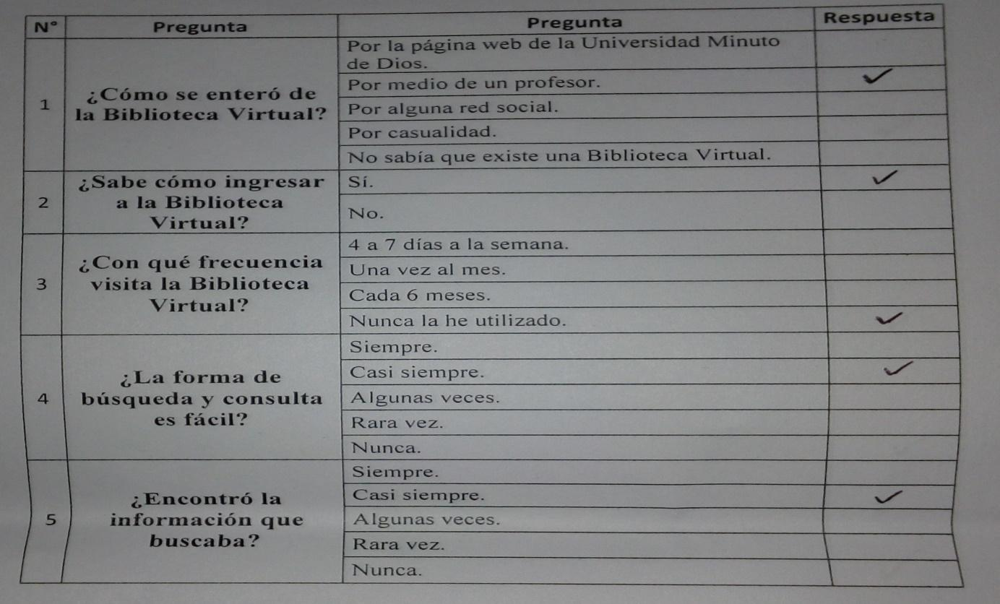 N° Pregunta Pregunta Respuesta
1
¿Cómo se enteró de
la Biblioteca Virtual?
Por la página web de la Universidad Minuto
de Dios.
Por medio de un profesor. ✓
Por alguna red social.
Por casualidad.
No sabía que existe una Biblioteca Virtual.
2
¿Sabe cómo ingresar
a la Biblioteca
Virtual?
Sí. ✓
No.
3
¿Con qué frecuencia
visita la Biblioteca
Virtual?
4 a 7 días a la semana.
Una vez al mes.
Cada 6 meses.
Nunca la he utilizado. ✓
4
¿La forma de
búsqueda y consulta
es fácil?
Siempre.
Casi siempre. ✓
Algunas veces.
Rara vez.
Nunca.
5
¿Encontró la
información que
buscaba?
Siempre.
Casi siempre. ✓
Algunas veces.
Rara vez.
Nunca.